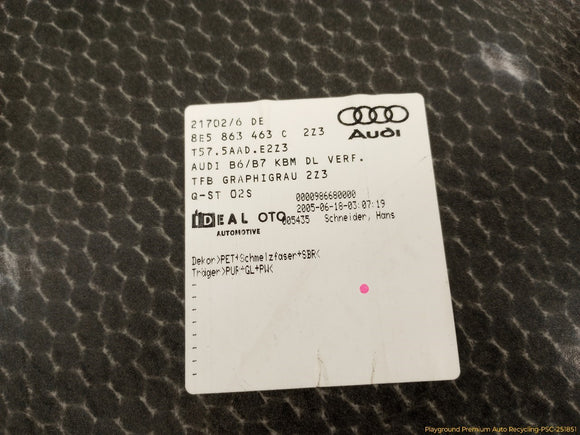 21702/6 DE
8E5 863 463 C 2Z3
Audi
T57.5AAD.E2Z3
AUDI B6/B7 KBM DL VERF.
TFB GRAPHIGRAU 2Z3
Q-ST 02S
0000986680000
2005-06-18-03:07:19
IDEAL OTO 005435 Schneider, Hans
AUTOMOTIVE
Dekor>PET+Schmelzfaser+SBR<
Träger>PUR+GL+PW<
Playground Premium Auto Recycling-PSC-251851